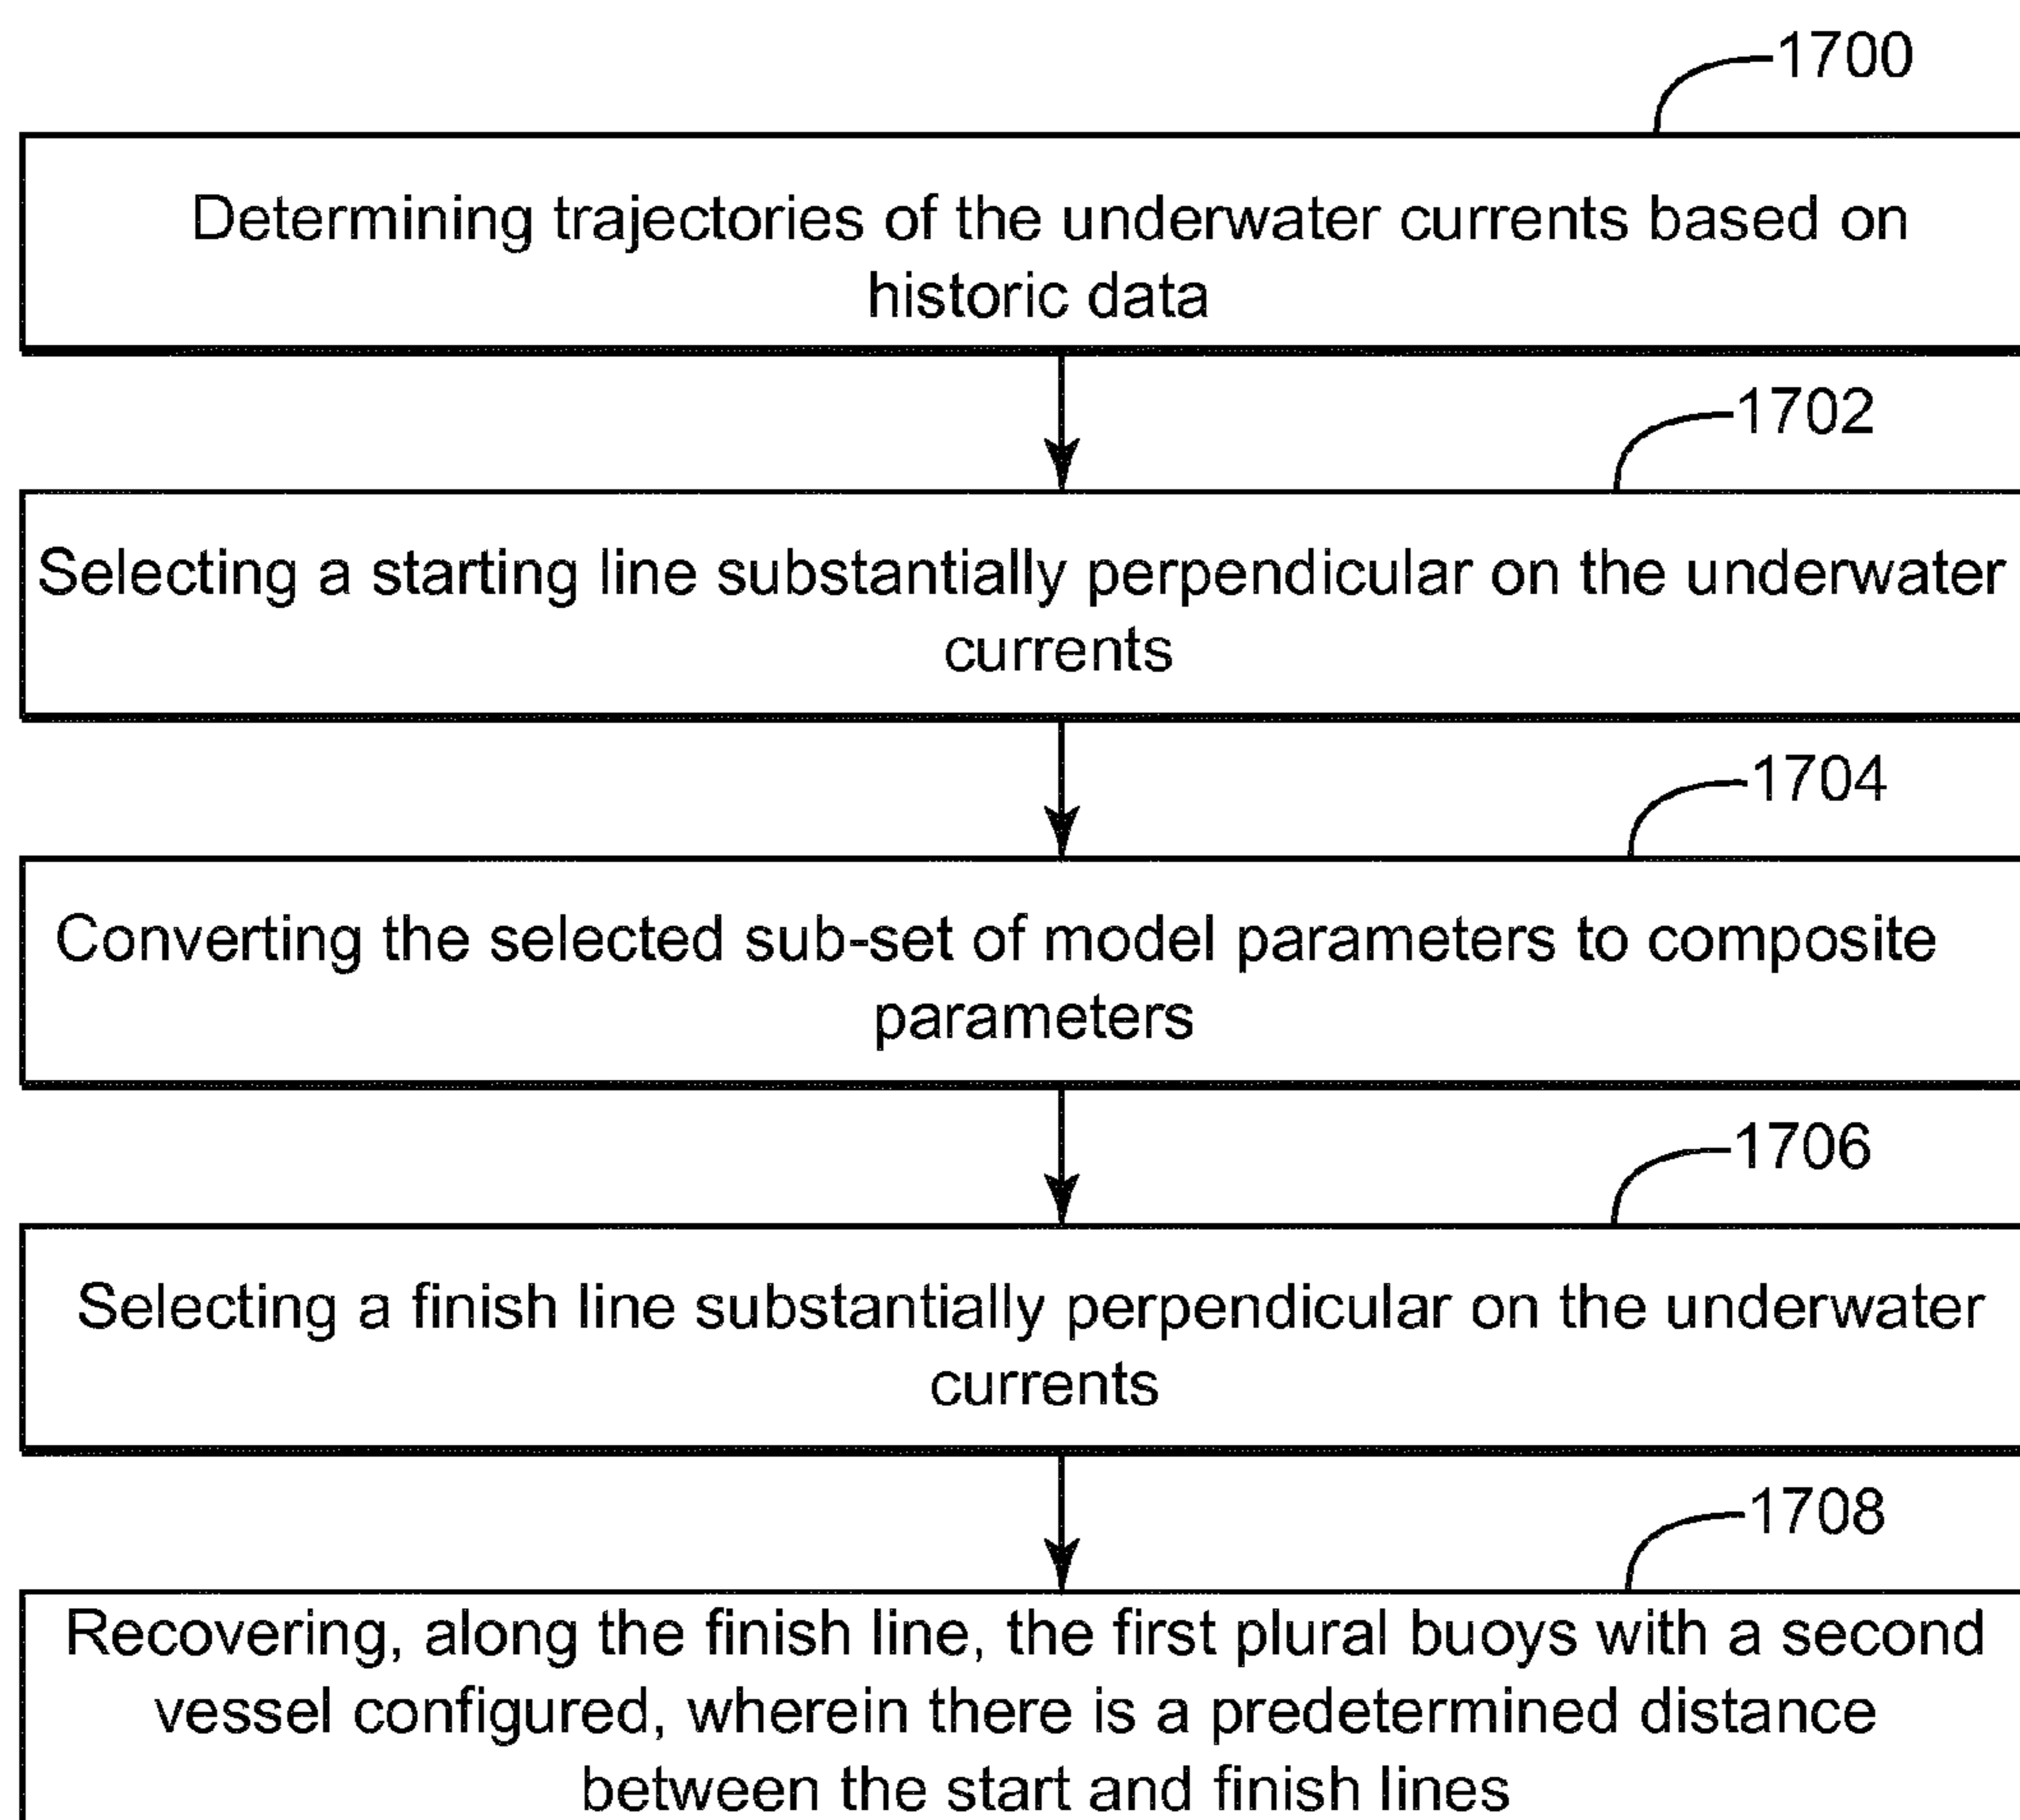 1700
Determining trajectories of the underwater currents based on
historic data
1702
Selecting a starting line substantially perpendicular on the underwater
currents
1704
Converting the selected sub-set of model parameters to composite
parameters
1706
Selecting a finish line substantially perpendicular on the underwater
currents
1708
Recovering, along the finish line, the first plural buoys with a second
vessel configured, wherein there is a predetermined distance
between the start and finish lines